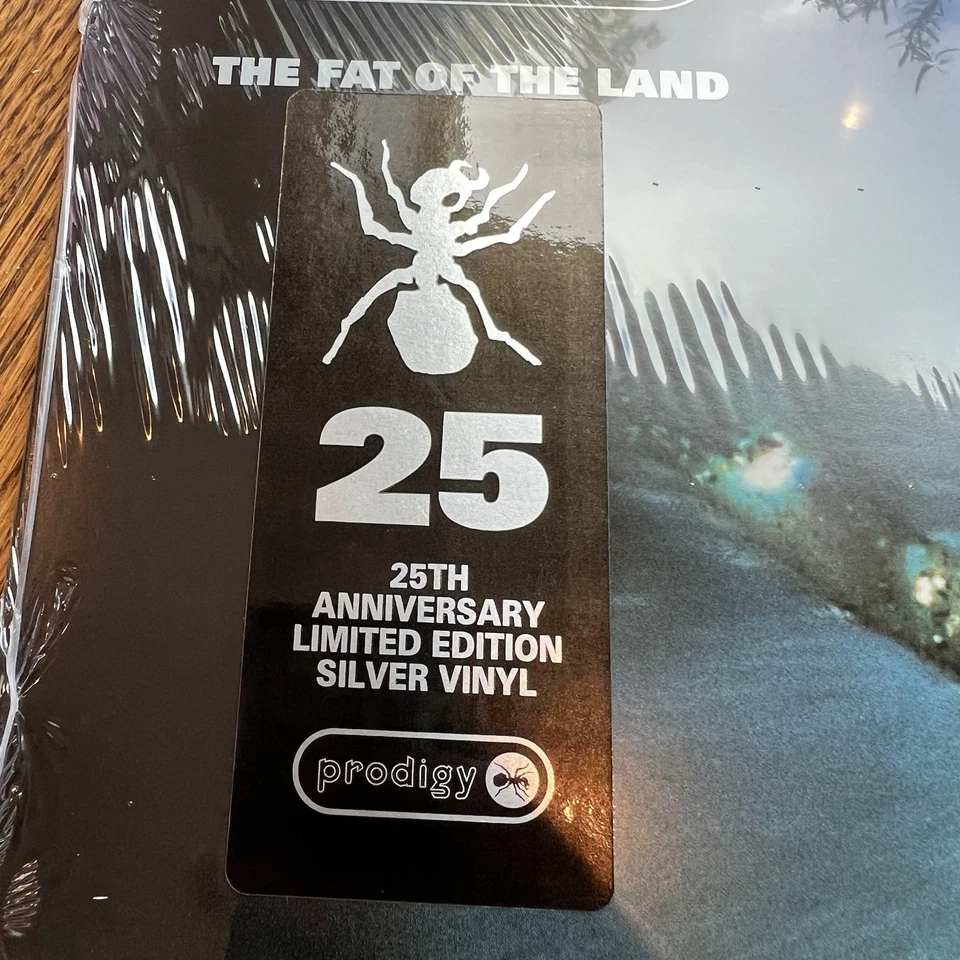 THE FAT OF THE LAND
25
25TH
ANNIVERSARY
LIMITED EDITION
SILVER VINYL
prodigy